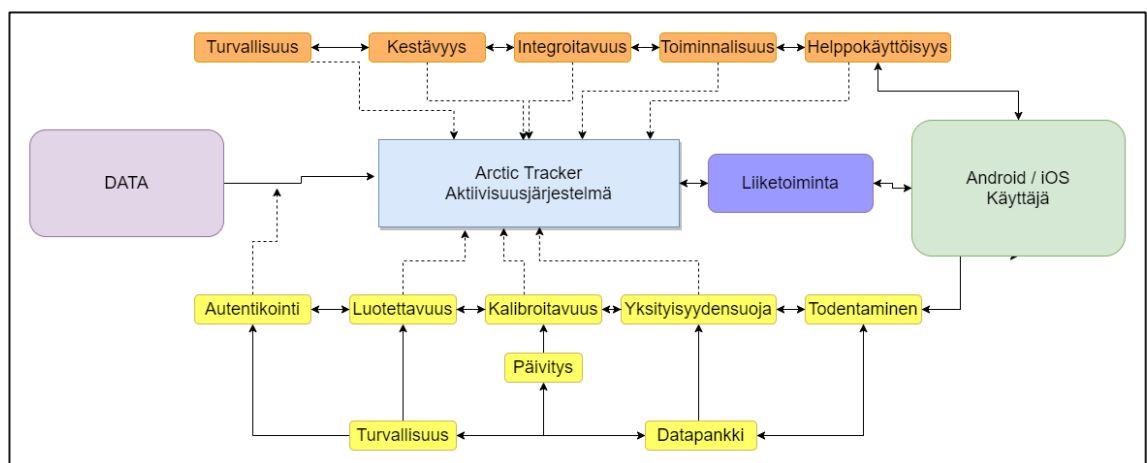 Turvallisuus
Kestävyys
Integroitavuus
Toiminnalisuus
Helppokäyttöisyys
DATA
Arctic Tracker
Aktiivisuusjärjestelmä
Liiketoiminta
Android / iOS
Käyttäjä
Autentikointi
Luotettavuus
Kalibroitavuus
Yksityisyydensuoja
Todentaminen
Päivitys
Turvallisuus
Datapankki